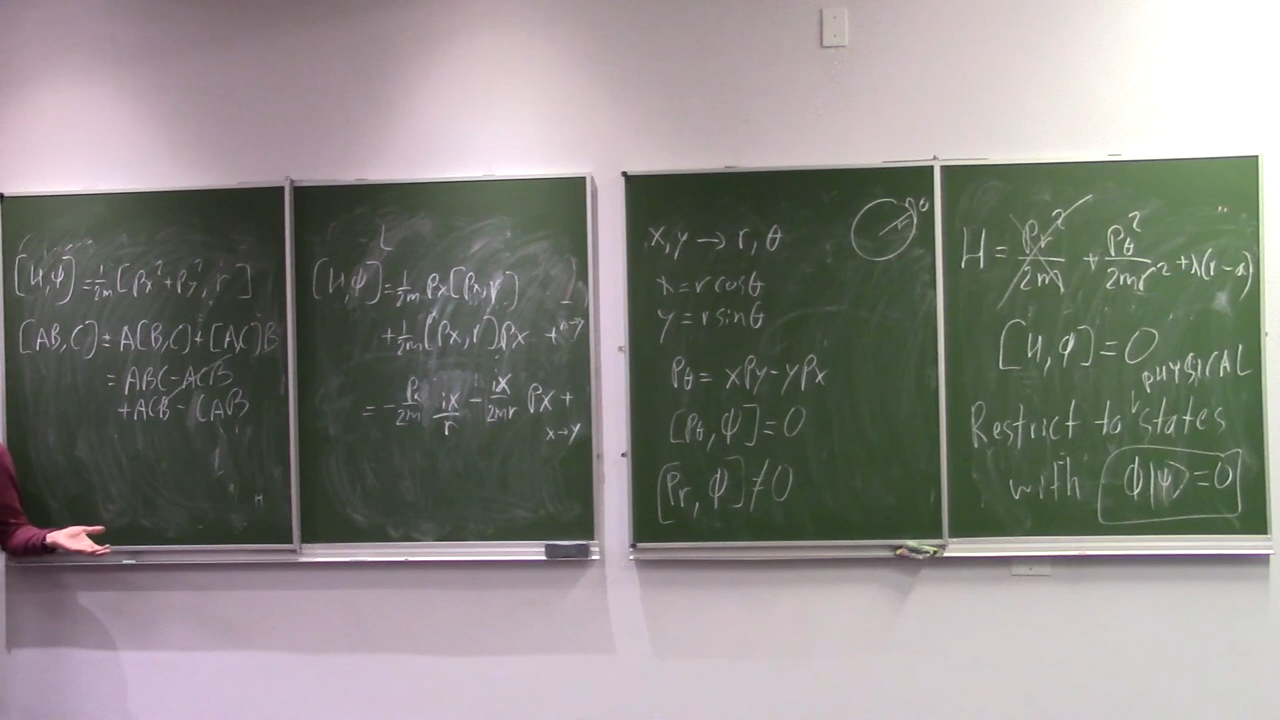 [H,ϕ]=1/2m [Px²+Py², r]
[AB,C] = A[B,C]+[A,C]B
= ABC-ACB
+ACB-CAB
[H,ϕ]=1/2m Px[Px,r]
+1/2m [Px,r]Px + x→y
= -Px/2m ix/r - ix/2mr Px +
x→y
x,y → r,θ
x=r cosθ
y=r sinθ
Pθ = xPy-yPx
[Pθ,ϕ]=0
[Pr,ϕ]≠0
r θ
H = Pr²/2m + Pθ²/2mr² + λ(r-a)
[H,ϕ]=0
PHYSICAL
Restrict to states
with ϕ|ψ⟩=0